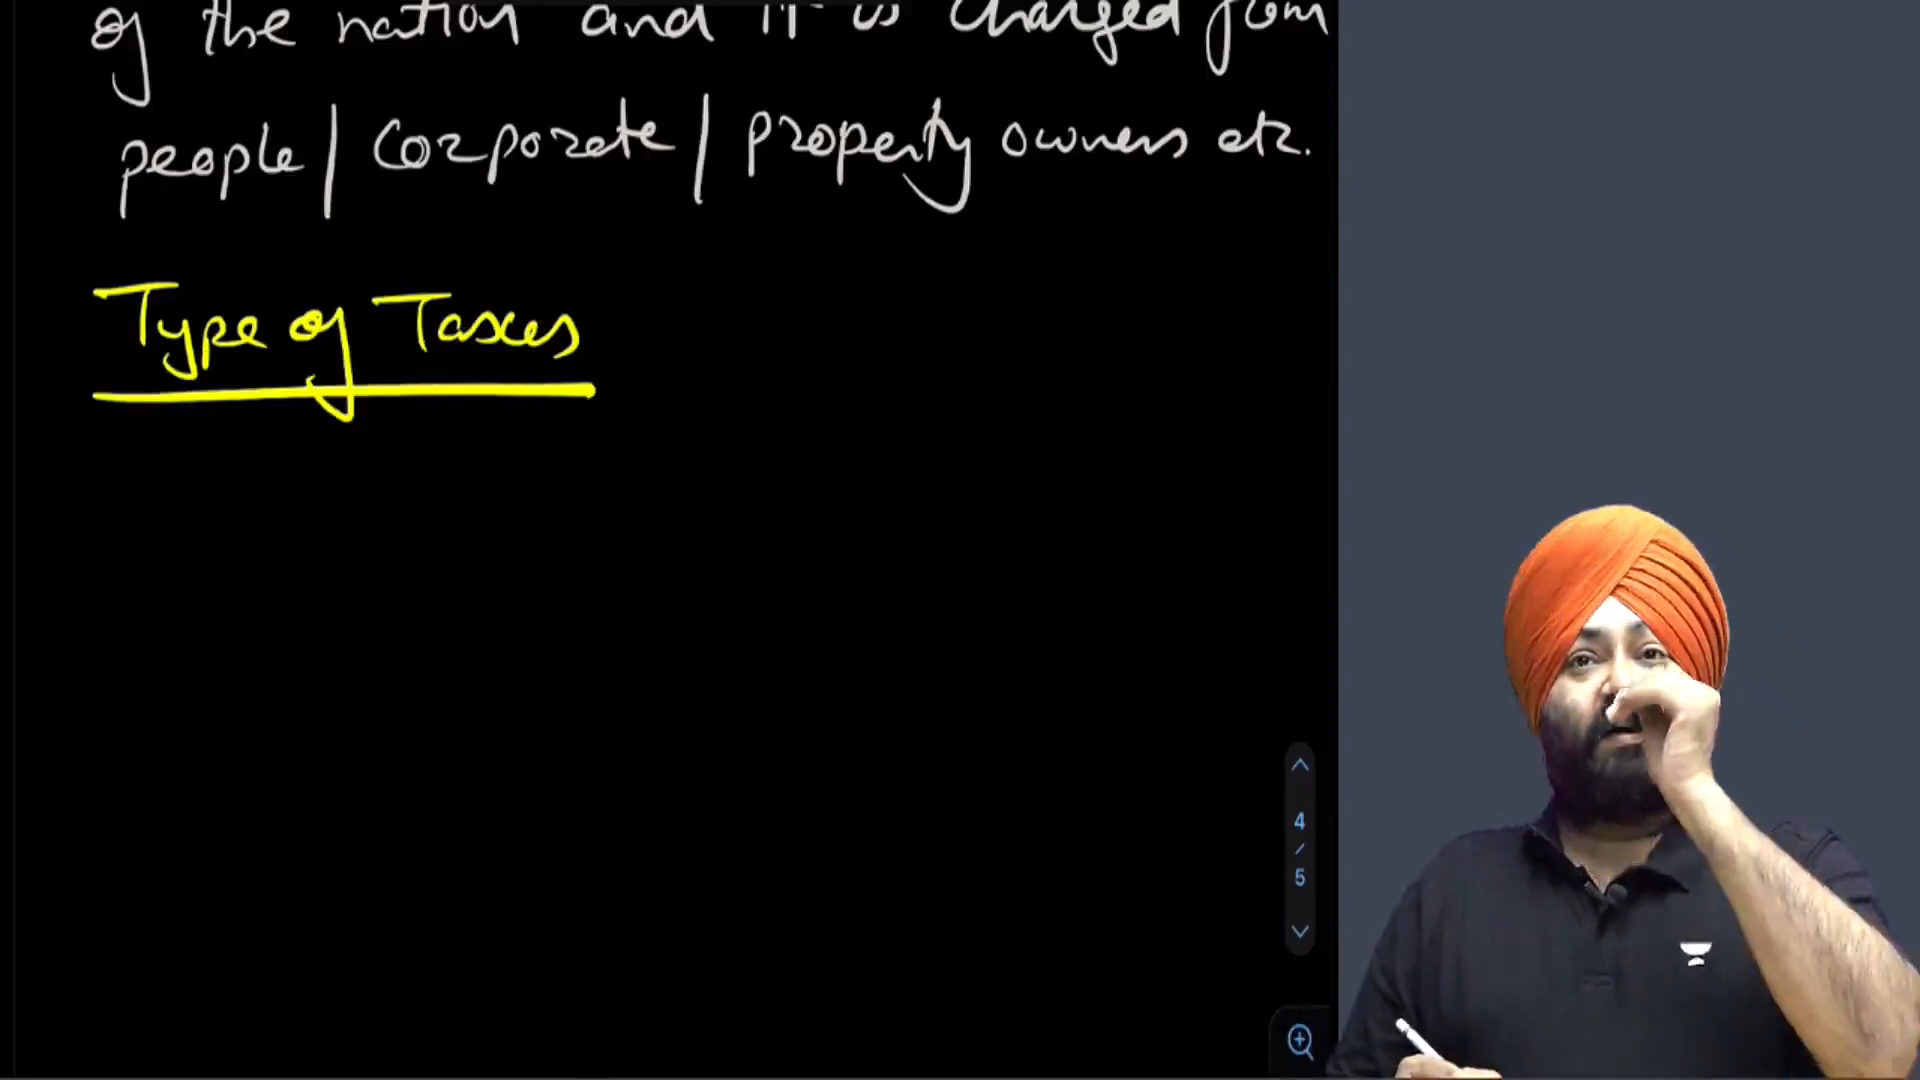 of the nation and it is charged from
people / corporate / property owners etc.
Type of Taxes
4
/
5